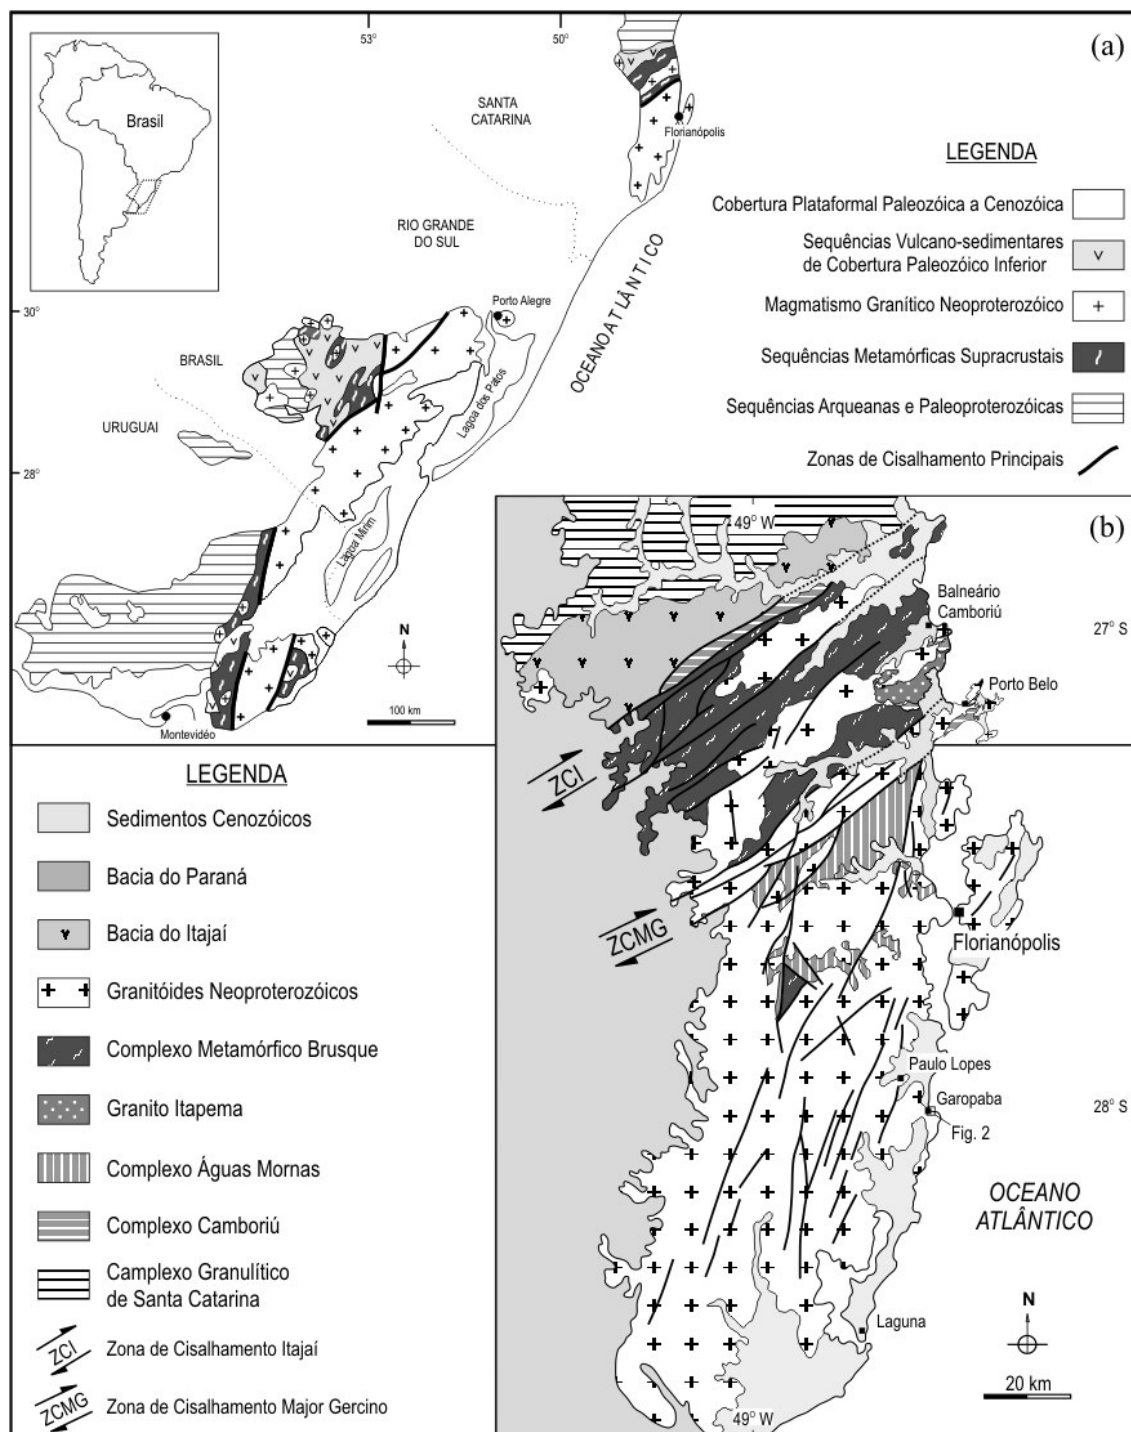 53°
50°
(a)
Brasil
SANTA
CATARINA
Florianópolis
RIO GRANDE
DO SUL
OCEANO ATLÂNTICO
LEGENDA
Cobertura Plataformal Paleozóica a Cenozóica
Sequências Vulcano-sedimentares
de Cobertura Paleozóico Inferior
Magmatismo Granítico Neoproterozóico
Sequências Metamórficas Supracrustais
Sequências Arqueanas e Paleoproterozóicas
Zonas de Cisalhamento Principais
30°
Porto Alegre
BRASIL
Lagoa dos Patos
URUGUAI
28°
Lagoa Mirim
N
100 km
Montevidéo
49° W
(b)
Balneário
Camboriú
27° S
Porto Belo
ZCI
ZCMG
Florianópolis
Paulo Lopes
Garopaba
28° S
Fig. 2
OCEANO
ATLÂNTICO
N
Laguna
20 km
49° W
LEGENDA
Sedimentos Cenozóicos
Bacia do Paraná
Bacia do Itajaí
Granitóides Neoproterozóicos
Complexo Metamórfico Brusque
Granito Itapema
Complexo Águas Mornas
Complexo Camboriú
Camplexo Granulítico
de Santa Catarina
ZCI Zona de Cisalhamento Itajaí
ZCMG Zona de Cisalhamento Major Gercino